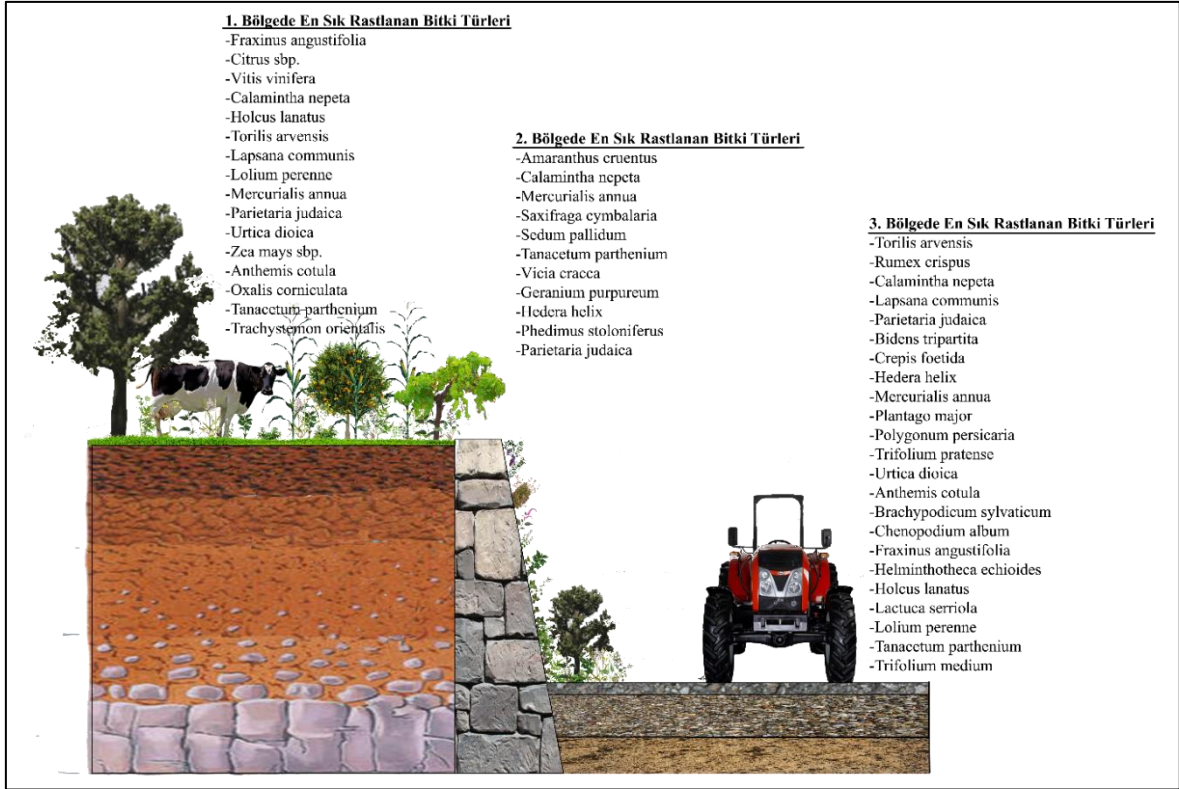 1. Bölgede En Sık Rastlanan Bitki Türleri
-Fraxinus angustifolia
-Citrus sbp.
-Vitis vinifera
-Calamintha nepeta
-Holcus lanatus
-Torilis arvensis
-Lapsana communis
-Lolium perenne
-Mercurialis annua
-Parietaria judaica
-Urtica dioica
-Zea mays sbp.
-Anthemis cotula
-Oxalis corniculata
-Tanacetum parthenium
-Trachystemon orientalis
2. Bölgede En Sık Rastlanan Bitki Türleri
-Amaranthus cruentus
-Calamintha nepeta
-Mercurialis annua
-Saxifraga cymbalaria
-Sedum pallidum
-Tanacetum parthenium
-Vicia cracca
-Geranium purpureum
-Hedera helix
-Phedimus stoloniferus
-Parietaria judaica
3. Bölgede En Sık Rastlanan Bitki Türleri
-Torilis arvensis
-Rumex crispus
-Calamintha nepeta
-Lapsana communis
-Parietaria judaica
-Bidens tripartita
-Crepis foetida
-Hedera helix
-Mercurialis annua
-Plantago major
-Polygonum persicaria
-Trifolium pratense
-Urtica dioica
-Anthemis cotula
-Brachypodicum sylvaticum
-Chenopodium album
-Fraxinus angustifolia
-Helminthotheca echioides
-Holcus lanatus
-Lactuca serriola
-Lolium perenne
-Tanacetum parthenium
-Trifolium medium